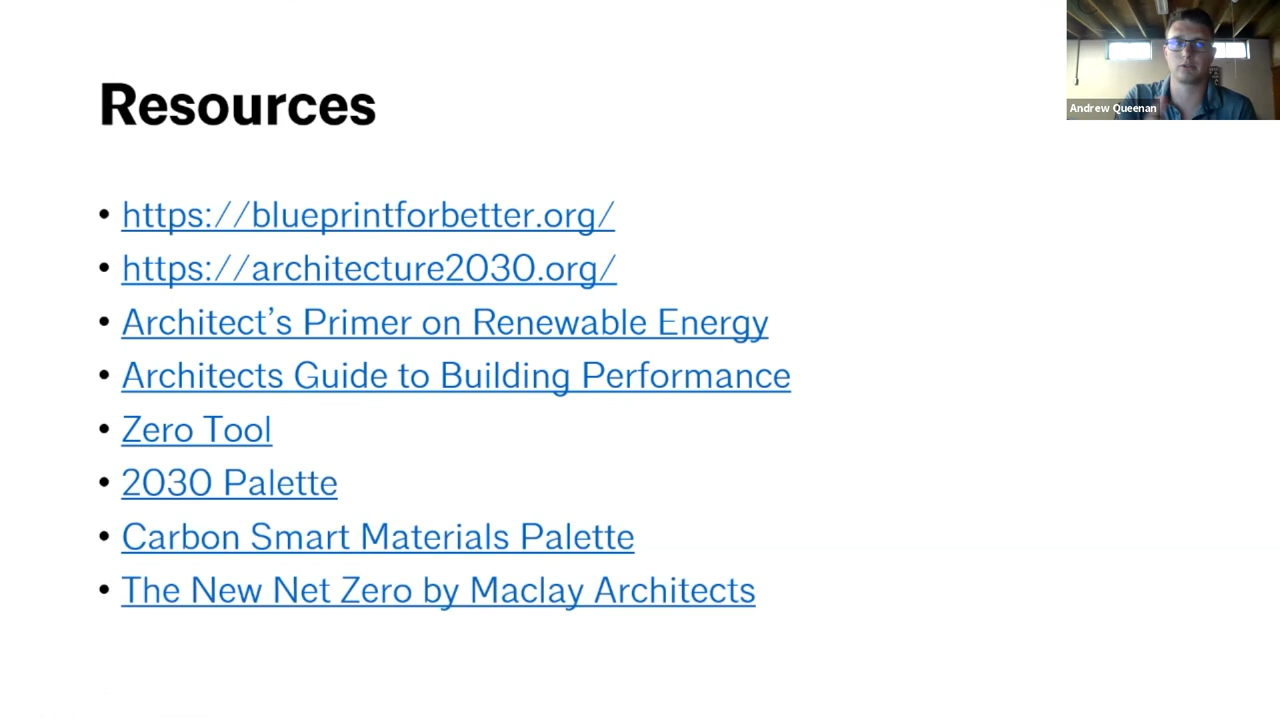 Resources
Andrew Queenan
• https://blueprintforbetter.org/
• https://architecture2030.org/
• Architect’s Primer on Renewable Energy
• Architects Guide to Building Performance
• Zero Tool
• 2030 Palette
• Carbon Smart Materials Palette
• The New Net Zero by Maclay Architects